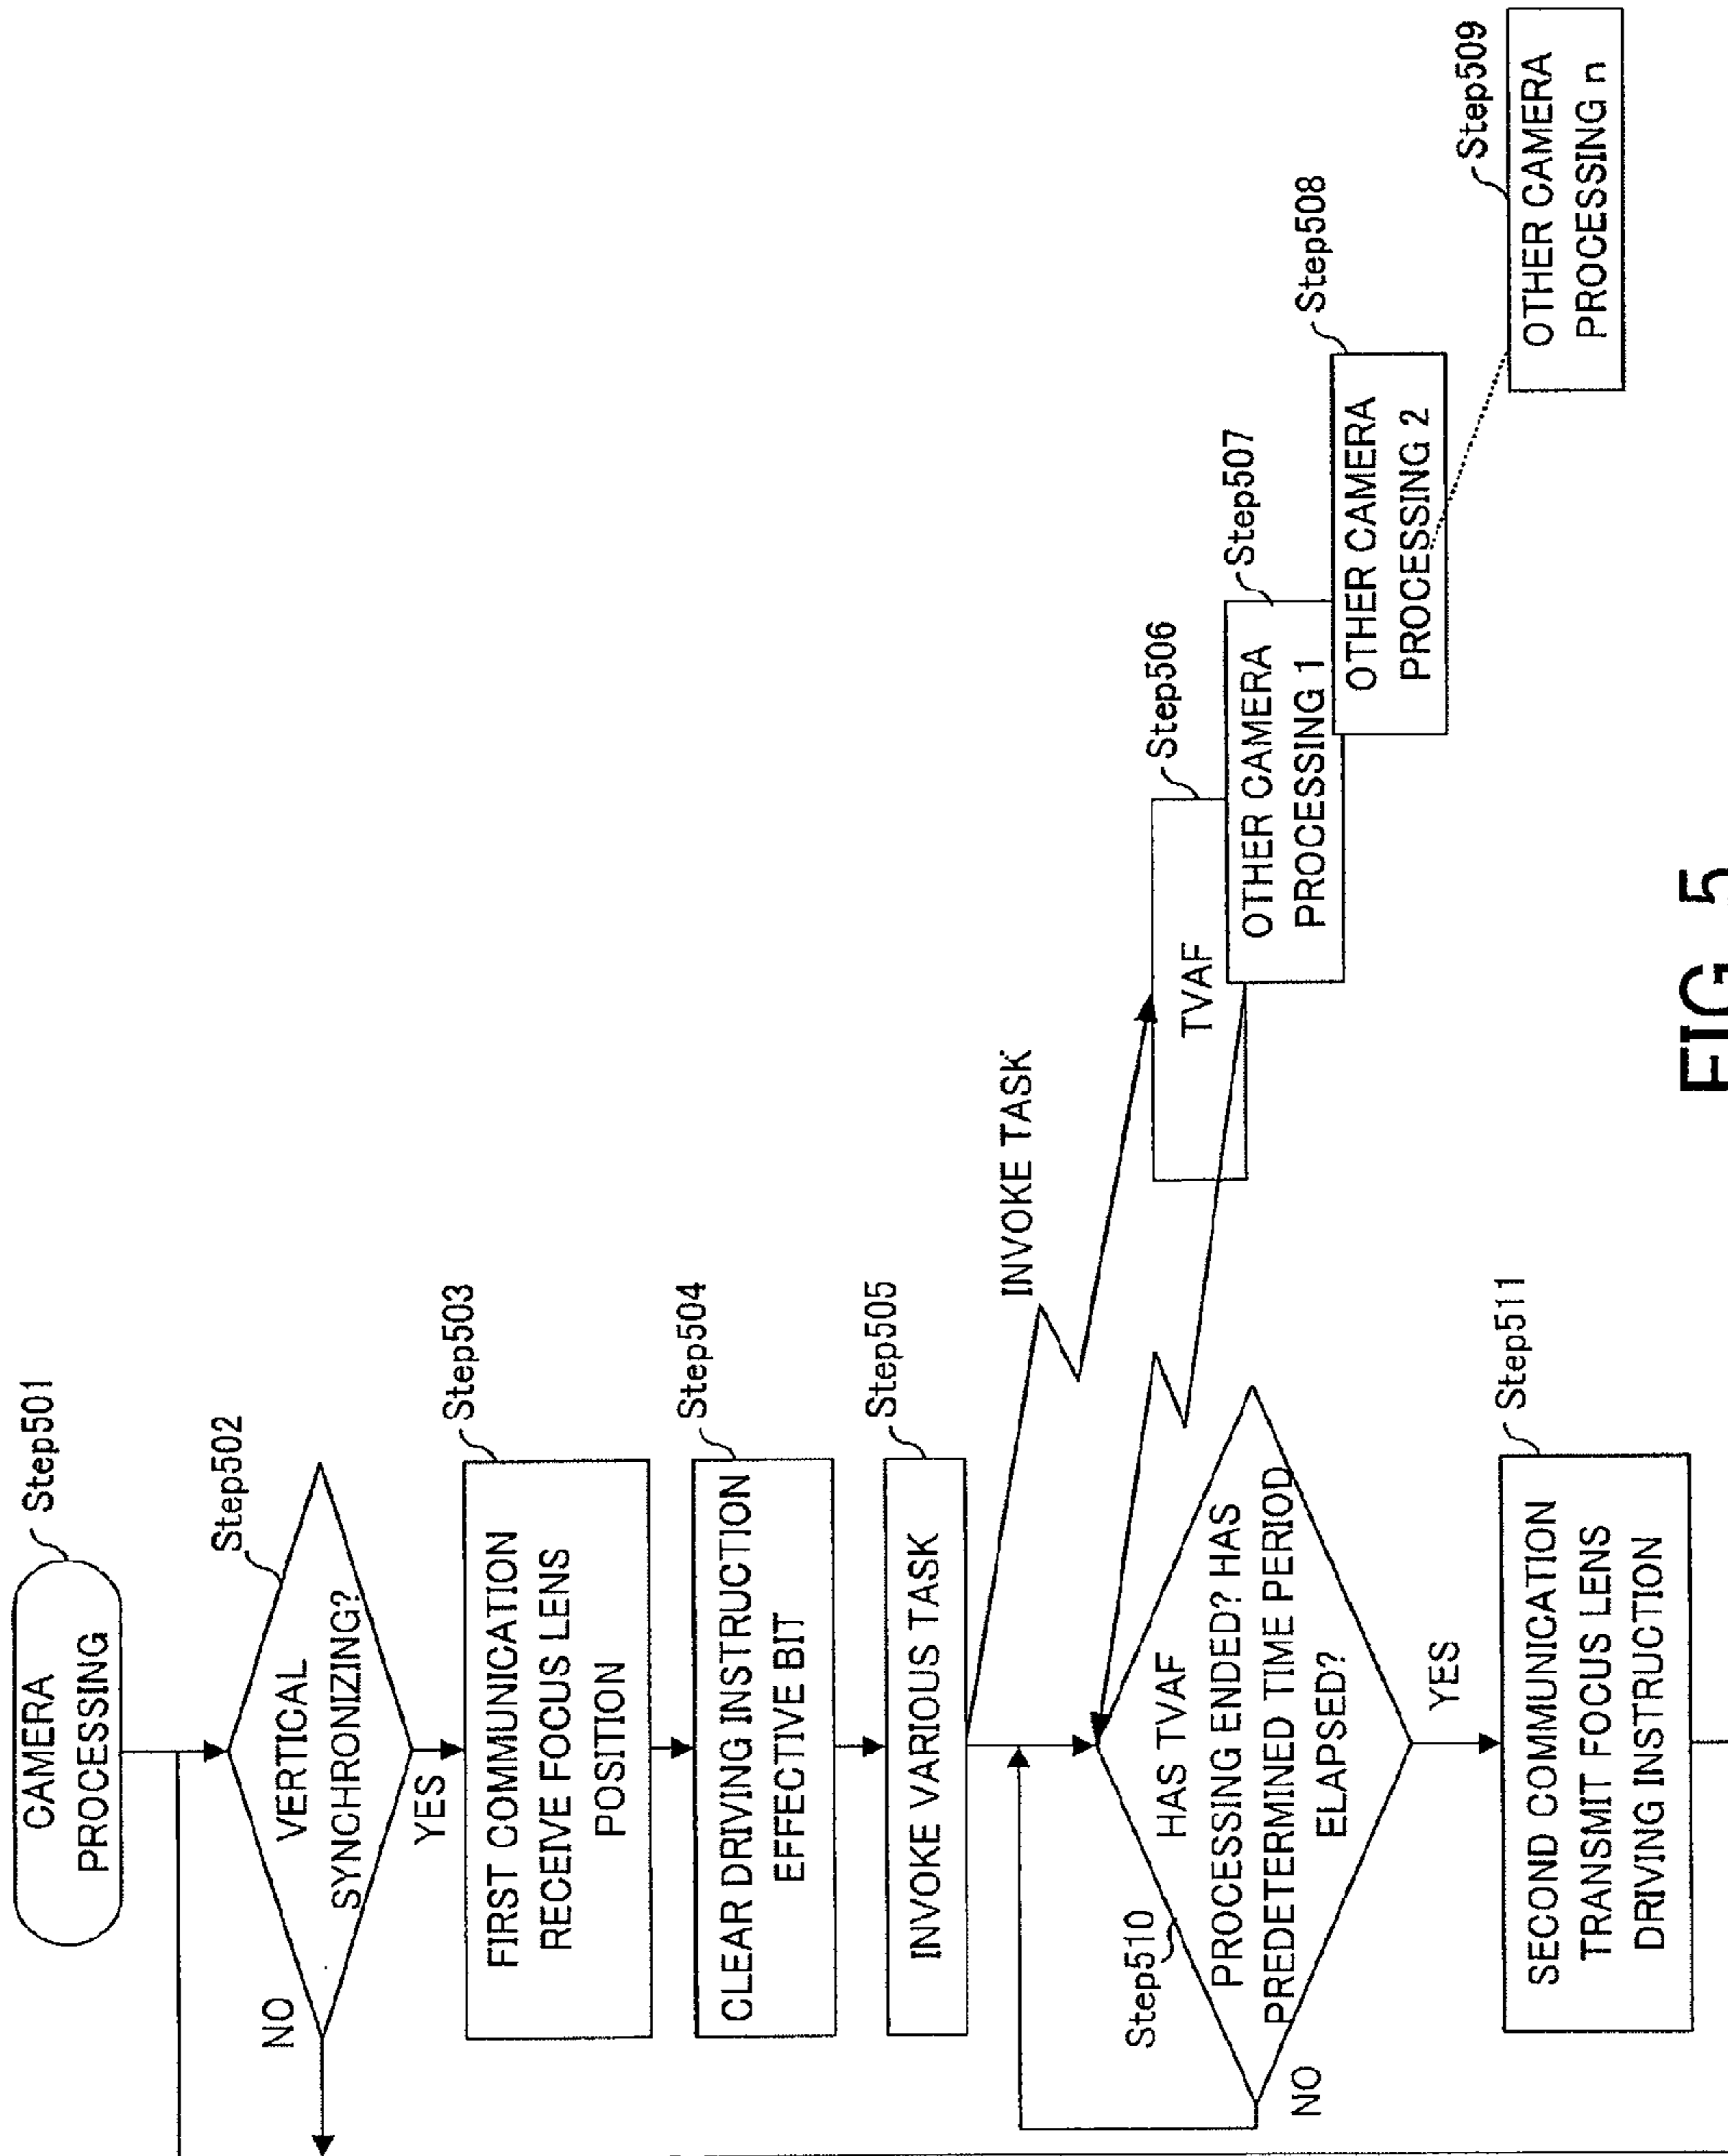 CAMERA
PROCESSING
Step501
VERTICAL
SYNCHRONIZING?
Step502
NO
YES
FIRST COMMUNICATION
RECEIVE FOCUS LENS
POSITION
Step503
CLEAR DRIVING INSTRUCTION
EFFECTIVE BIT
Step504
INVOKE VARIOUS TASK
Step505
INVOKE TASK
TVAF
Step506
OTHER CAMERA
PROCESSING 1
Step507
OTHER CAMERA
PROCESSING 2
Step508
OTHER CAMERA
PROCESSING n
Step509
Step510
HAS TVAF
PROCESSING ENDED? HAS
PREDETERMINED TIME PERIOD
ELAPSED?
NO
YES
SECOND COMMUNICATION
TRANSMIT FOCUS LENS
DRIVING INSTRUCTION
Step511
FIG. 5